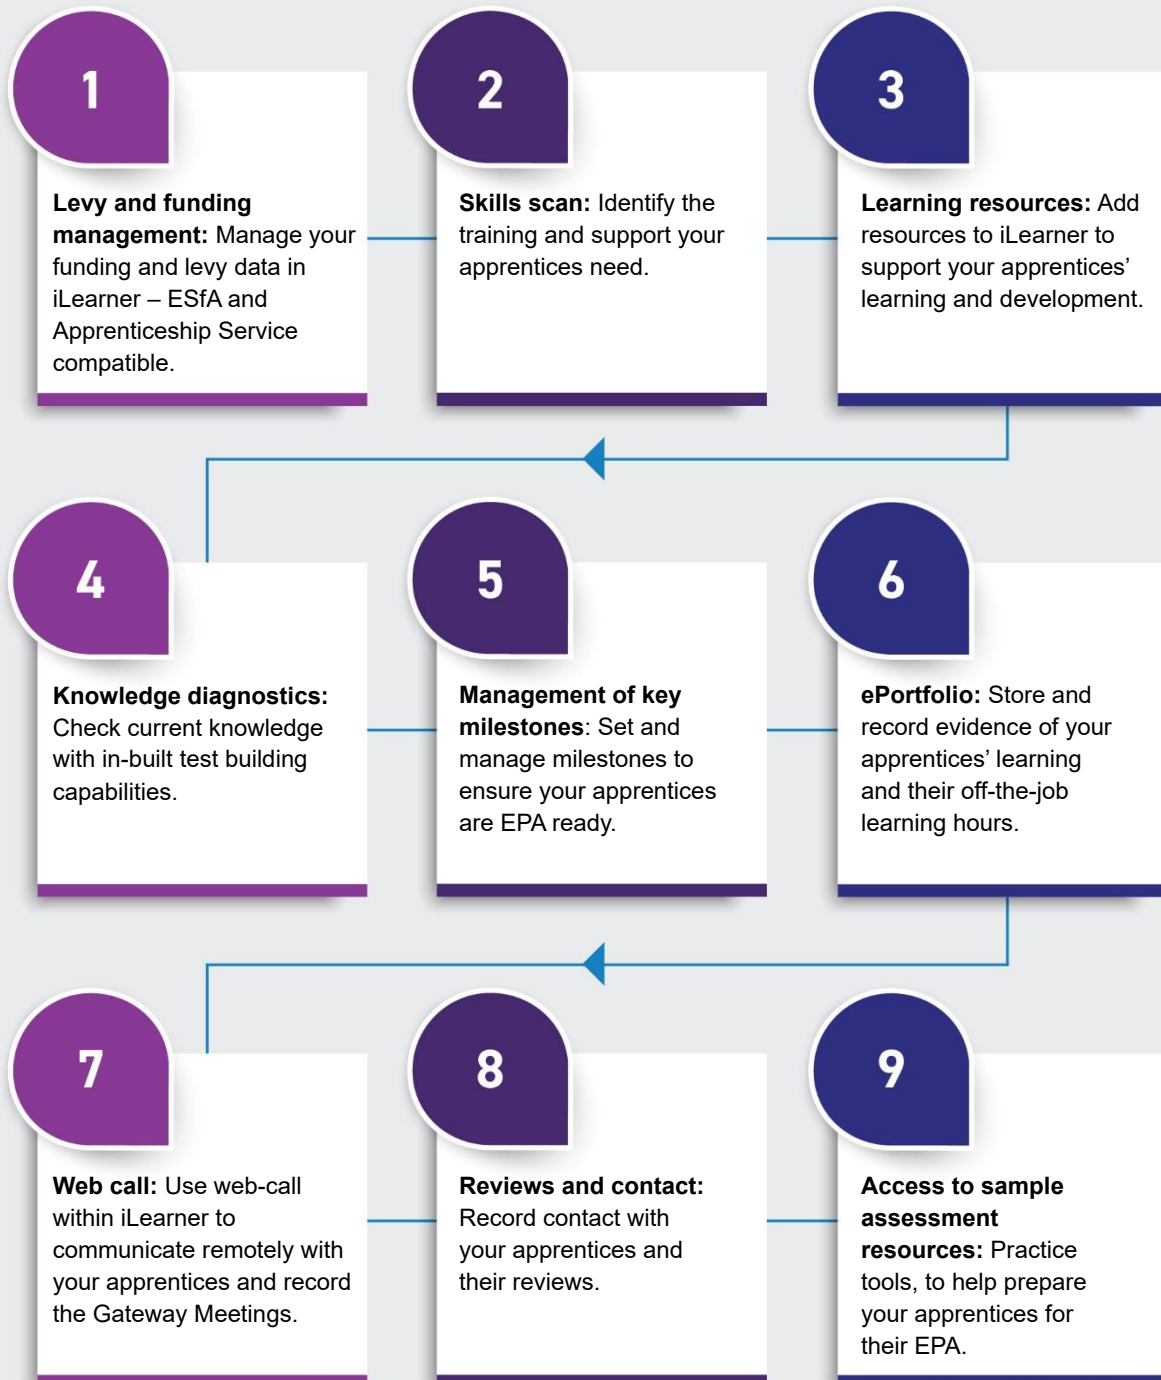 1
Levy and funding
management: Manage your
funding and levy data in
iLearner – ESfA and
Apprenticeship Service
compatible.
2
Skills scan: Identify the
training and support your
apprentices need.
3
Learning resources: Add
resources to iLearner to
support your apprentices’
learning and development.
4
Knowledge diagnostics:
Check current knowledge
with in-built test building
capabilities.
5
Management of key
milestones: Set and
manage milestones to
ensure your apprentices
are EPA ready.
6
ePortfolio: Store and
record evidence of your
apprentices’ learning
and their off-the-job
learning hours.
7
Web call: Use web-call
within iLearner to
communicate remotely with
your apprentices and record
the Gateway Meetings.
8
Reviews and contact:
Record contact with
your apprentices and
their reviews.
9
Access to sample
assessment
resources: Practice
tools, to help prepare
your apprentices for
their EPA.